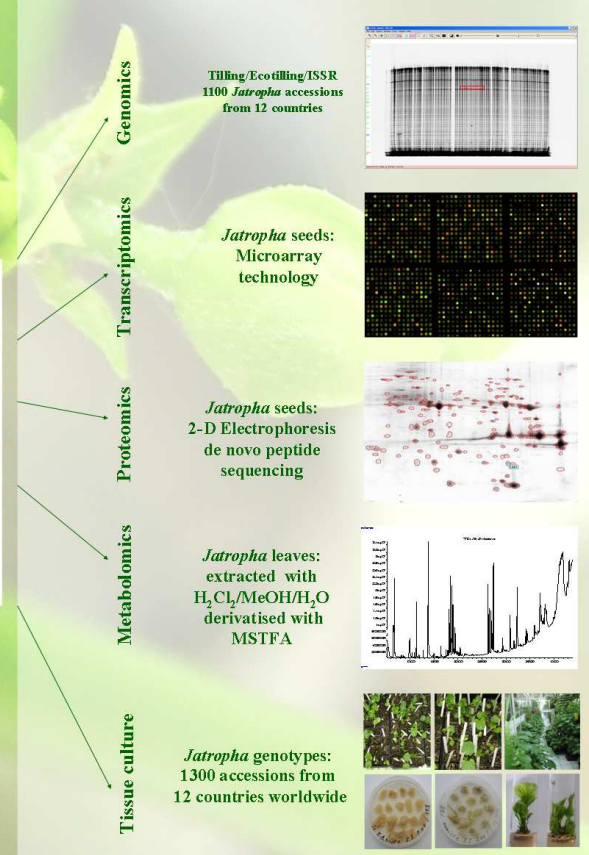 Genomics
Tilling/Ecotilling/ISSR
1100 Jatropha accessions
from 12 countries
Transcriptomics
Jatropha seeds:
Microarray
technology
Proteomics
Jatropha seeds:
2-D Electrophoresis
de novo peptide
sequencing
Metabolomics
Jatropha leaves:
extracted with
H₂Cl₂/MeOH/H₂O
derivatised with
MSTFA
Tissue culture
Jatropha genotypes:
1300 accessions from
12 countries worldwide